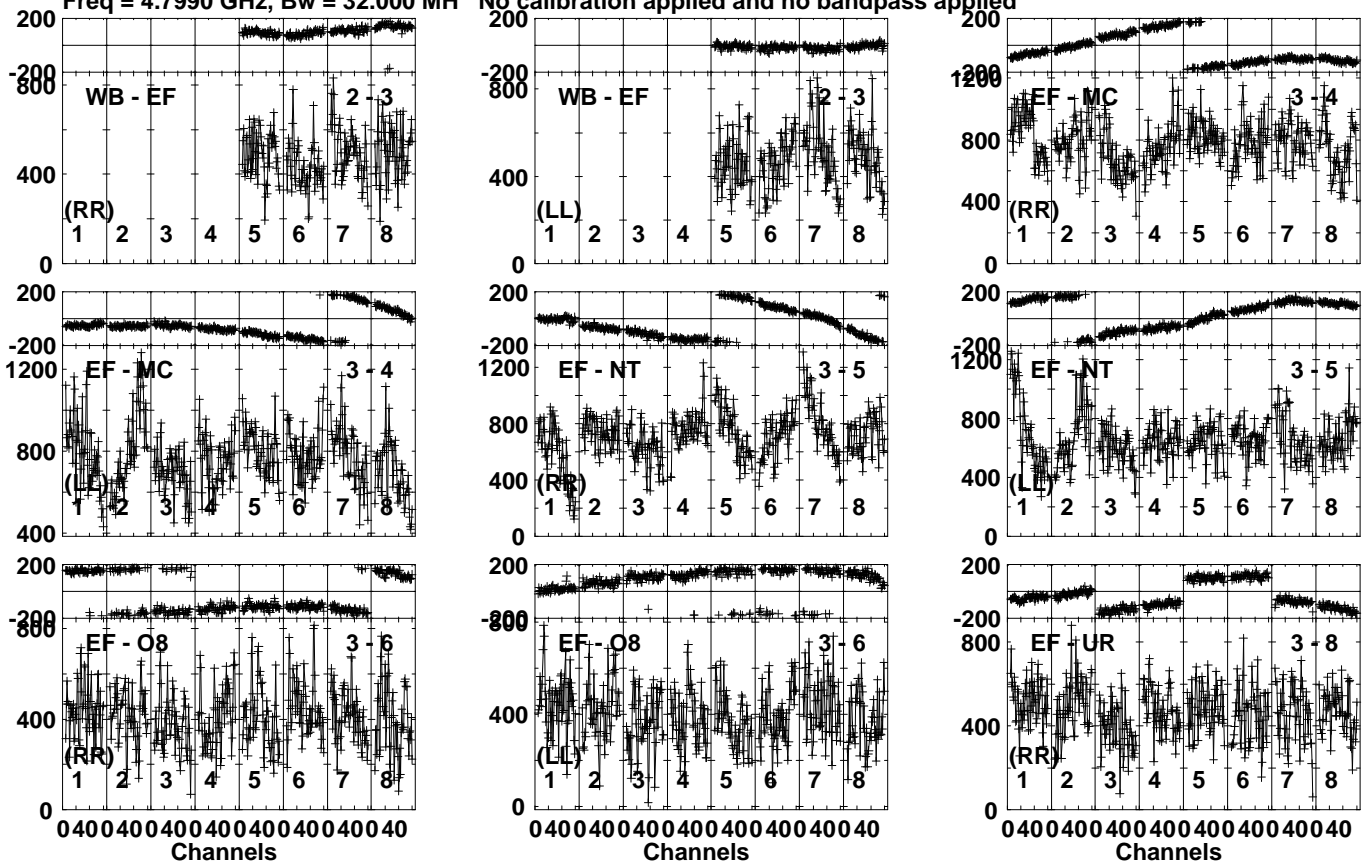 Freq = 4.7990 GHz, Bw = 32.000 MH No calibration applied and no bandpass applied
200 200 200
-200 -200 -200
800 WB - EF 2 - 3 800 WB - EF 2 - 3 1200 EF - MC 3 - 4
800 
400 400 400
(RR) (LL) (RR)
1 2 3 4 5 6 7 8 1 2 3 4 5 6 7 8 1 2 3 4 5 6 7 8
0 0 0
200 200 200
-200 -200 -200
1200 EF - MC 3 - 4 1200 EF - NT 3 - 5 1200 EF - NT 3 - 5
800 800 800
(LL) (RR) (LL)
400 400 400
1 2 3 4 5 6 7 8 1 2 3 4 5 6 7 8 1 2 3 4 5 6 7 8
0 0
200 200 200
-200 -200 -200
800 EF - O8 3 - 6 800 EF - O8 3 - 6 800 EF - UR 3 - 8
400 400 400
(RR) (LL) (RR)
1 2 3 4 5 6 7 8 1 2 3 4 5 6 7 8 1 2 3 4 5 6 7 8
0 0 0
0 40 0 40 0 40 0 40 0 40 0 40 0 40 0 40 0 40 0 40 0 40 0 40 0 40 0 40 0 40 0 40 0 40 0 40 0 40 0 40 0 40 0 40 0 40 0 40
Channels Channels Channels